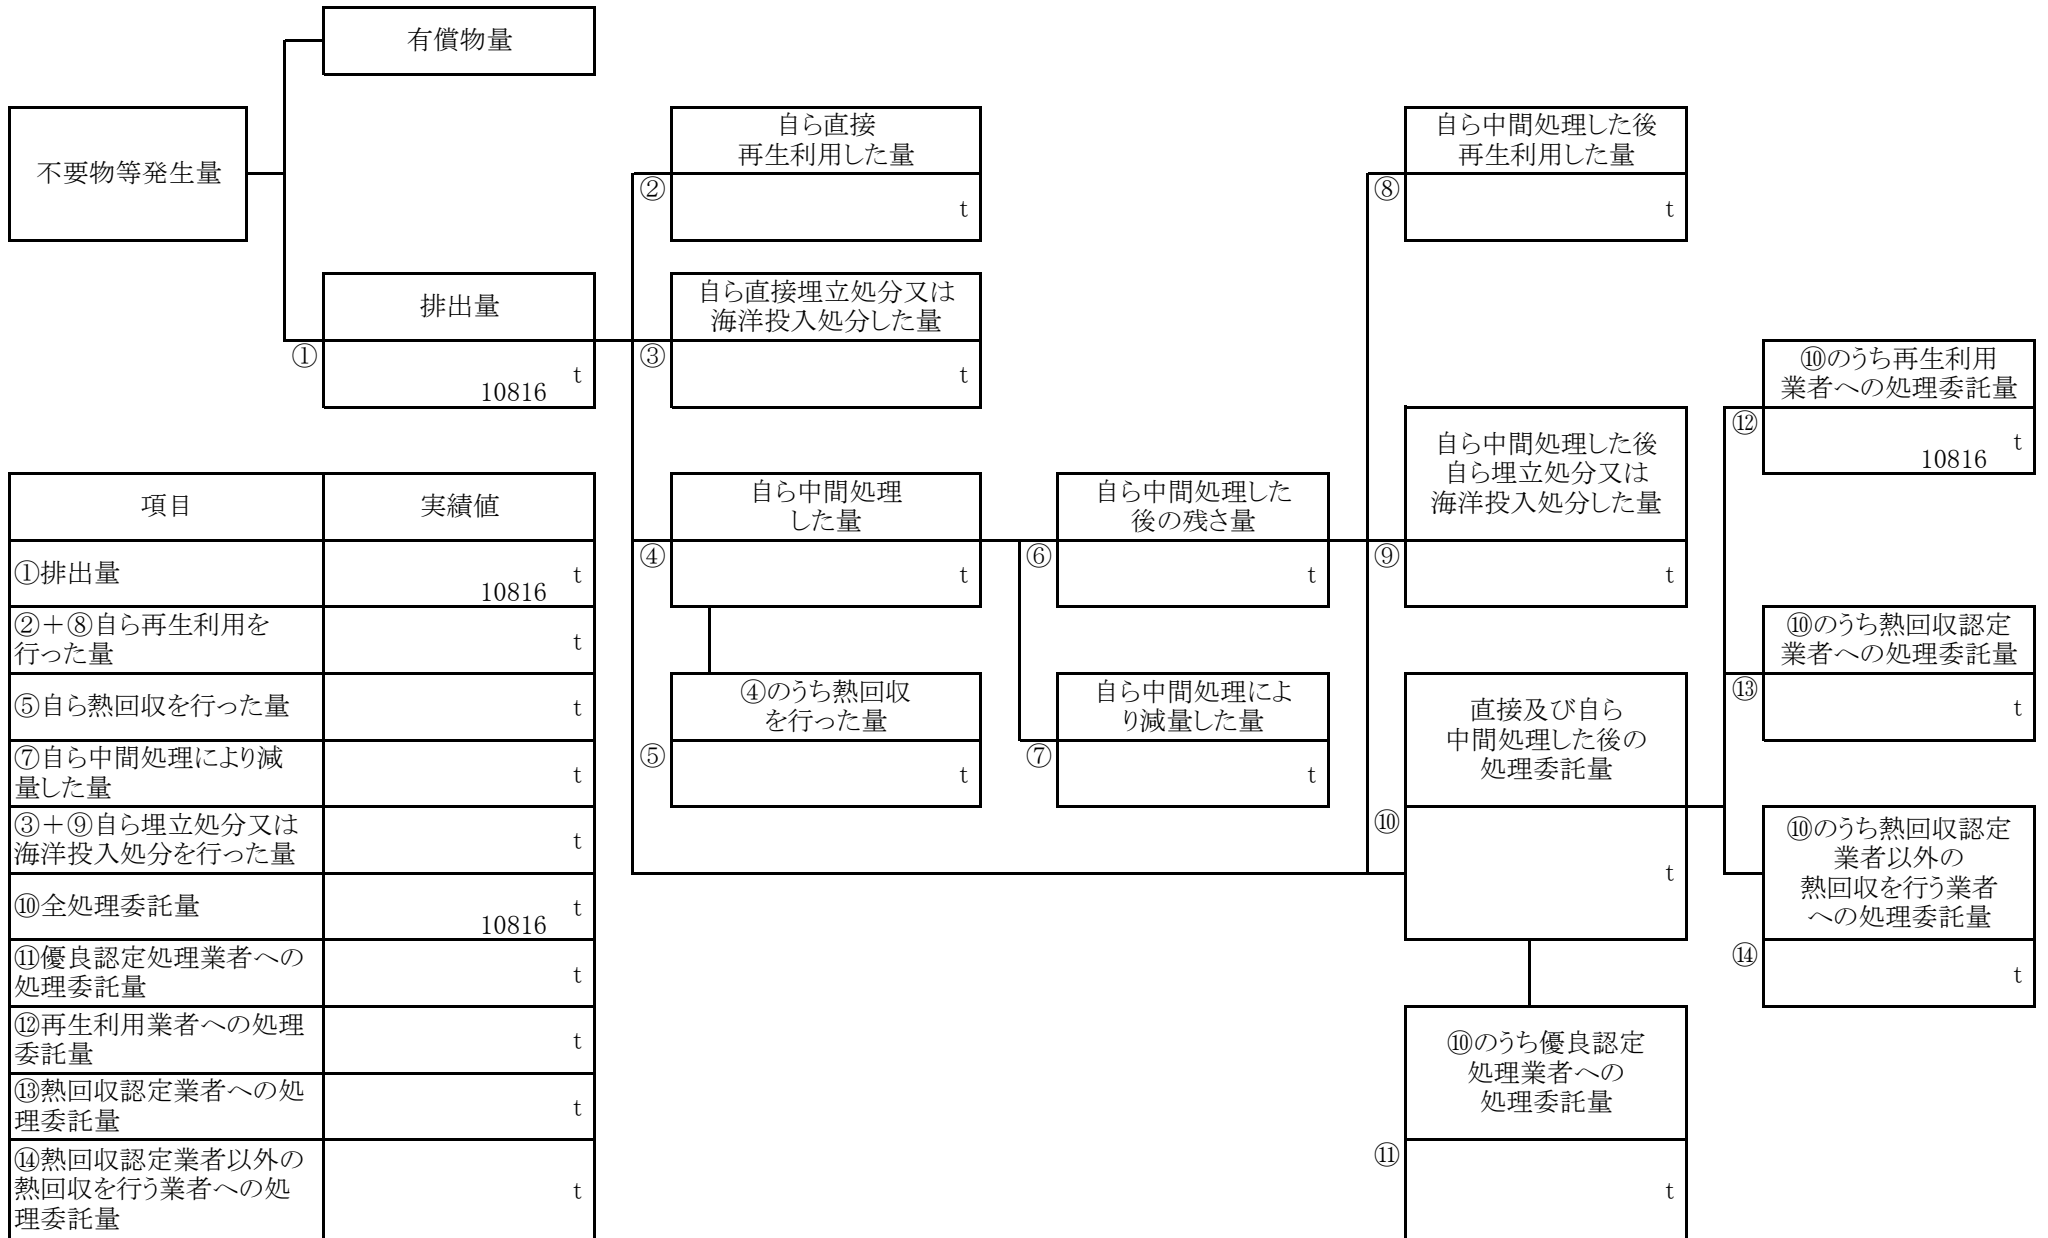 有償物量
不要物等発生量
排出量
①
t
10816
自ら直接
再生利用した量
②
t
自ら直接埋立処分又は
海洋投入処分した量
③
t
自ら中間処理
した量
④
t
④のうち熱回収
を行った量
⑤
t
自ら中間処理した
後の残さ量
⑥
t
自ら中間処理によ
り減量した量
⑦
t
自ら中間処理した後
再生利用した量
⑧
t
自ら中間処理した後
自ら埋立処分又は
海洋投入処分した量
⑨
t
直接及び自ら
中間処理した後の
処理委託量
⑩
t
⑩のうち優良認定
処理業者への
処理委託量
⑪
t
⑩のうち再生利用
業者への処理委託量
⑫
t
10816
⑩のうち熱回収認定
業者への処理委託量
⑬
t
⑩のうち熱回収認定
業者以外の
熱回収を行う業者
への処理委託量
⑭
t
項目 実績値
①排出量 t
10816
②＋⑧自ら再生利用を
行った量 t
⑤自ら熱回収を行った量 t
⑦自ら中間処理により減
量した量 t
③＋⑨自ら埋立処分又は
海洋投入処分を行った量 t
⑩全処理委託量 t
10816
⑪優良認定処理業者への
処理委託量 t
⑫再生利用業者への処理
委託量 t
⑬熱回収認定業者への処
理委託量 t
⑭熱回収認定業者以外の
熱回収を行う業者への処 t
理委託量